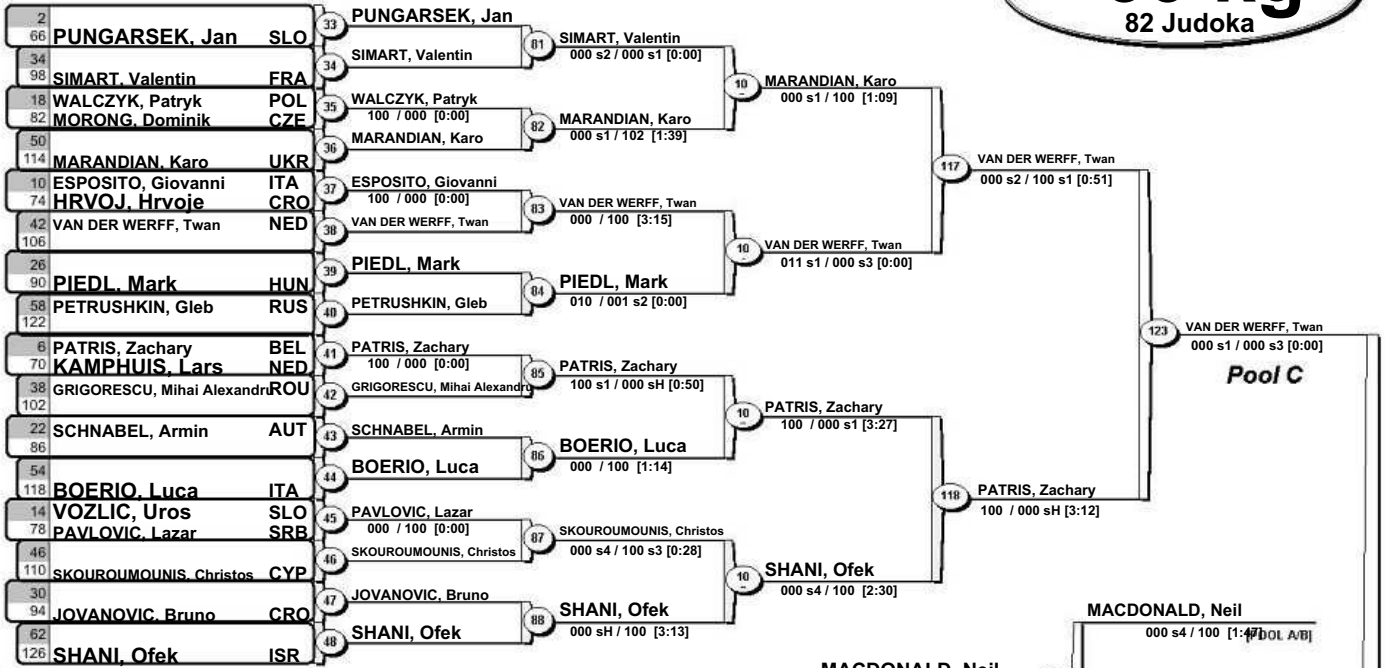 82 Judoka
2
66 PUNGARSEK, Jan SLO
34
98 SIMART, Valentin FRA
18 WALCZYK, Patryk POL
82 MORONG, Dominik CZE
50
114 MARANDIAN, Karo UKR
10 ESPOSITO, Giovanni ITA
74 HRVOJ, Hrvoje CRO
42 VAN DER WERFF, Twan NED
106
26
90 PIEDL, Mark HUN
58 PETRUSHKIN, Gleb RUS
122
6 PATRIS, Zachary BEL
70 KAMPHUIS, Lars NED
38 GRIGORESCU, Mihai Alexandru ROU
102
22 SCHNABEL, Armin AUT
86
54
118 BOERIO, Luca ITA
14 VOZLIC, Uros SLO
78 PAVLOVIC, Lazar SRB
46
110 SKOUROUMOUNIS, Christos CYP
30
94 JOVANOVIC, Bruno CRO
62
126 SHANI, Ofek ISR
33 PUNGARSEK, Jan
34 SIMART, Valentin
35 WALCZYK, Patryk
100 / 000 [0:00]
36 MARANDIAN, Karo
37 ESPOSITO, Giovanni
100 / 000 [0:00]
38 VAN DER WERFF, Twan
39 PIEDL, Mark
40 PETRUSHKIN, Gleb
41 PATRIS, Zachary
100 / 000 [0:00]
42 GRIGORESCU, Mihai Alexandru
43 SCHNABEL, Armin
44 BOERIO, Luca
45 PAVLOVIC, Lazar
000 / 100 [0:00]
46 SKOUROUMOUNIS, Christos
47 JOVANOVIC, Bruno
48 SHANI, Ofek
81 SIMART, Valentin
000 s2 / 000 s1 [0:00]
82 MARANDIAN, Karo
000 s1 / 102 [1:39]
83 VAN DER WERFF, Twan
000 / 100 [3:15]
84 PIEDL, Mark
010 / 001 s2 [0:00]
85 PATRIS, Zachary
100 s1 / 000 sH [0:50]
86 BOERIO, Luca
000 / 100 [1:14]
87 SKOUROUMOUNIS, Christos
000 s4 / 100 s3 [0:28]
88 SHANI, Ofek
000 sH / 100 [3:13]
10 MARANDIAN, Karo
000 s1 / 100 [1:09]
10 VAN DER WERFF, Twan
011 s1 / 000 s3 [0:00]
10 PATRIS, Zachary
100 / 000 s1 [3:27]
10 SHANI, Ofek
000 s4 / 100 [2:30]
117 VAN DER WERFF, Twan
000 s2 / 100 s1 [0:51]
118 PATRIS, Zachary
100 / 000 sH [3:12]
123 VAN DER WERFF, Twan
000 s1 / 000 s3 [0:00]
Pool C
MACDONALD, Neil
000 s4 / 100 [1:47] [POOL A/B]
MACDONALD, Neil